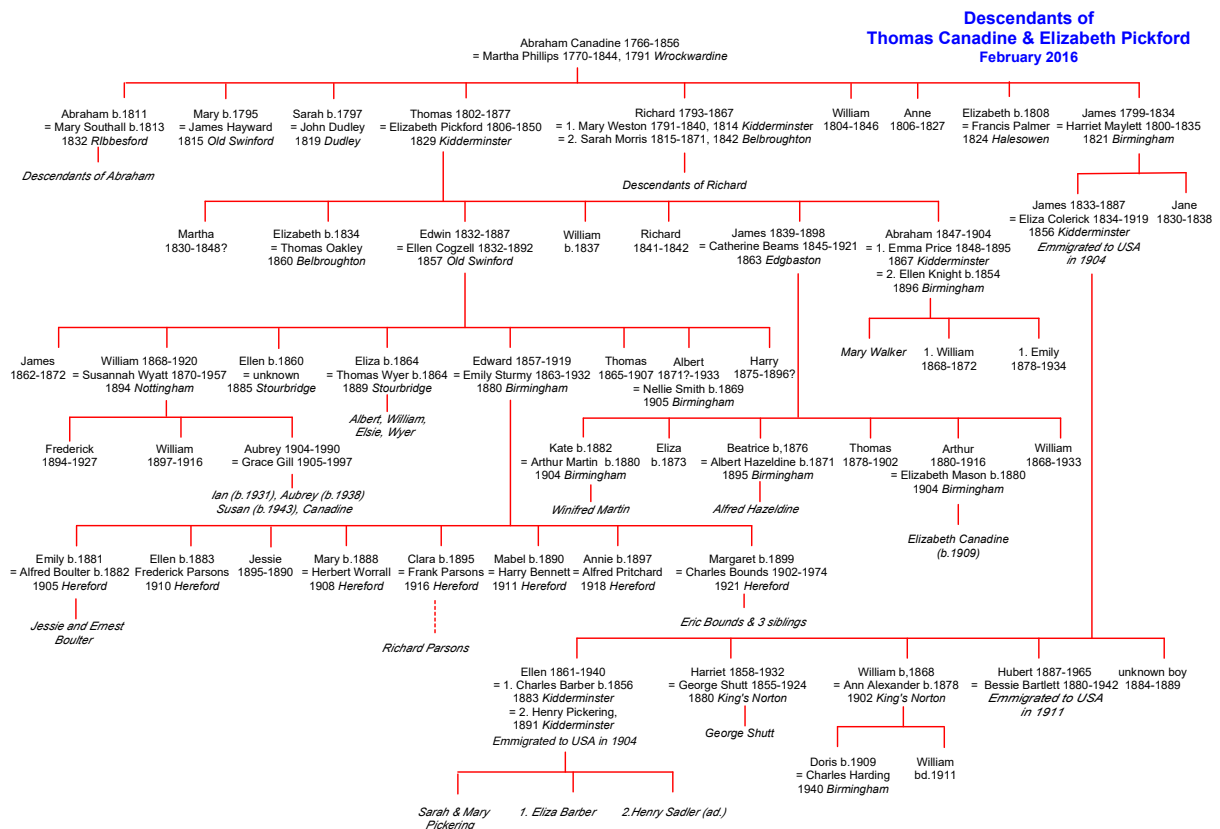 Descendants of
Thomas Canadine & Elizabeth Pickford
February 2016
Abraham Canadine 1766-1856
= Martha Phillips 1770-1844, 1791 Wrockwardine
Abraham b.1811
= Mary Southall b.1813
1832 RIbbesford
Descendants of Abraham
Mary b.1795
= James Hayward
1815 Old Swinford
Sarah b.1797
= John Dudley
1819 Dudley
Thomas 1802-1877
= Elizabeth Pickford 1806-1850
1829 Kidderminster
Richard 1793-1867
= 1. Mary Weston 1791-1840, 1814 Kidderminster
= 2. Sarah Morris 1815-1871, 1842 Belbroughton
Descendants of Richard
William
1804-1846
Anne
1806-1827
Elizabeth b.1808
= Francis Palmer
1824 Halesowen
James 1799-1834
= Harriet Maylett 1800-1835
1821 Birmingham
Martha
1830-1848?
Elizabeth b.1834
= Thomas Oakley
1860 Belbroughton
Edwin 1832-1887
= Ellen Cogzell 1832-1892
1857 Old Swinford
William
b.1837
Richard
1841-1842
James 1839-1898
= Catherine Beams 1845-1921
1863 Edgbaston
Abraham 1847-1904
= 1. Emma Price 1848-1895
1867 Kidderminster
= 2. Ellen Knight b.1854
1896 Birmingham
James 1833-1887
= Eliza Colerick 1834-1919
1856 Kidderminster
Emmigrated to USA
in 1904
Jane
1830-1838
Mary Walker
1. William
1868-1872
1. Emily
1878-1934
James
1862-1872
William 1868-1920
= Susannah Wyatt 1870-1957
1894 Nottingham
Ellen b.1860
= unknown
1885 Stourbridge
Eliza b.1864
= Thomas Wyer b.1864
1889 Stourbridge
Albert, William,
Elsie, Wyer
Edward 1857-1919
= Emily Sturmy 1863-1932
1880 Birmingham
Thomas
1865-1907
Albert
1871?-1933
= Nellie Smith b.1869
1905 Birmingham
Harry
1875-1896?
Frederick
1894-1927
William
1897-1916
Aubrey 1904-1990
= Grace Gill 1905-1997
Ian (b.1931), Aubrey (b.1938)
Susan (b.1943), Canadine
Kate b.1882
= Arthur Martin b.1880
1904 Birmingham
Winifred Martin
Eliza
b.1873
Beatrice b,1876
= Albert Hazeldine b.1871
1895 Birmingham
Alfred Hazeldine
Thomas
1878-1902
Arthur
1880-1916
= Elizabeth Mason b.1880
1904 Birmingham
Elizabeth Canadine
(b.1909)
William
1868-1933
Emily b.1881
= Alfred Boulter b.1882
1905 Hereford
Jessie and Ernest
Boulter
Ellen b.1883
Frederick Parsons
1910 Hereford
Jessie
1895-1890
Mary b.1888
= Herbert Worrall
1908 Hereford
Clara b.1895
= Frank Parsons
1916 Hereford
Richard Parsons
Mabel b.1890
= Harry Bennett
1911 Hereford
Annie b.1897
= Alfred Pritchard
1918 Hereford
Margaret b.1899
= Charles Bounds 1902-1974
1921 Hereford
Eric Bounds & 3 siblings
Ellen 1861-1940
= 1. Charles Barber b.1856
1883 Kidderminster
= 2. Henry Pickering,
1891 Kidderminster
Emmigrated to USA in 1904
Harriet 1858-1932
= George Shutt 1855-1924
1880 King's Norton
George Shutt
William b,1868
= Ann Alexander b.1878
1902 King's Norton
Hubert 1887-1965
= Bessie Bartlett 1880-1942
Emmigrated to USA
in 1911
unknown boy
1884-1889
Doris b.1909
= Charles Harding
1940 Birmingham
William
bd.1911
Sarah & Mary
Pickering
1. Eliza Barber
2.Henry Sadler (ad.)